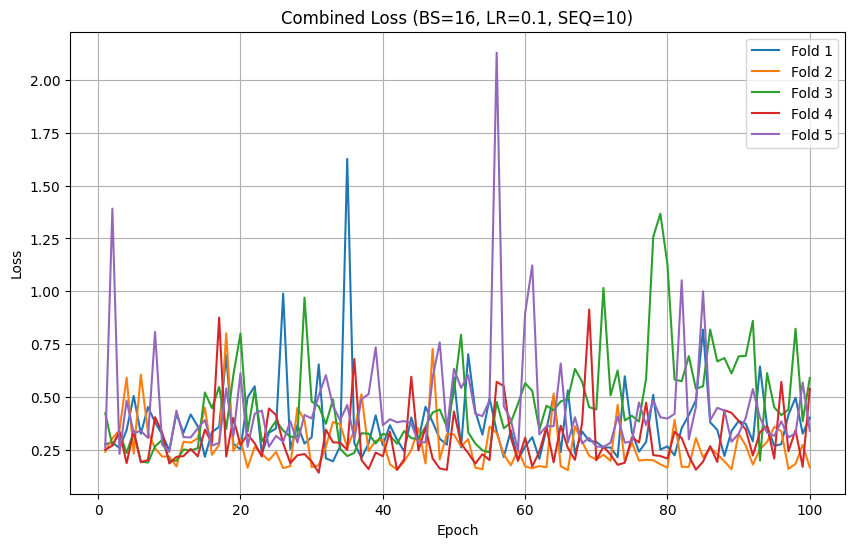 Combined Loss (BS=16, LR=0.1, SEQ=10)
Fold 1
Fold 2
Fold 3
Fold 4
Fold 5
2.00
1.75
1.50
1.25
1.00
0.75
0.50
0.25
Loss
0 20 40 60 80 100
Epoch